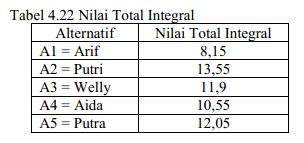 Tabel 4.22 Nilai Total Integral
Alternatif Nilai Total Integral
A1 = Arif 8,15
A2 = Putri 13,55
A3 = Welly 11,9
A4 = Aida 10,55
A5 = Putra 12,05